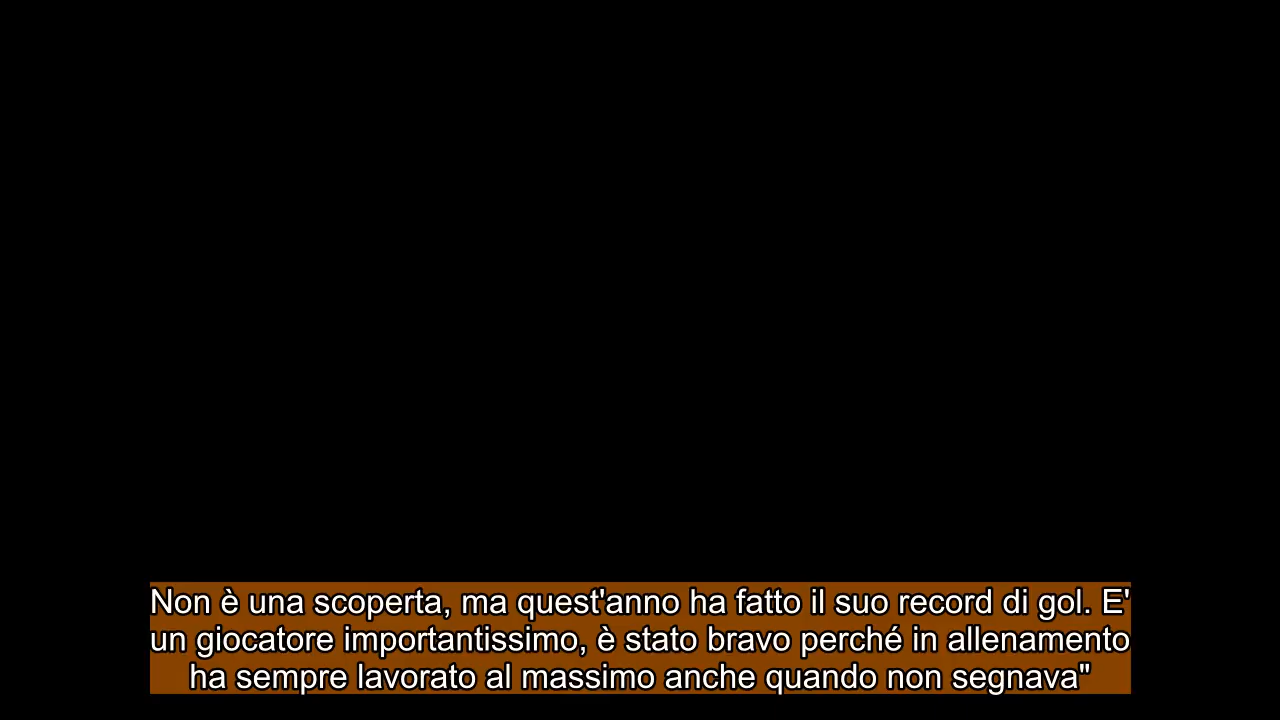 Non è una scoperta, ma quest'anno ha fatto il suo record di gol. E'
un giocatore importantissimo, è stato bravo perché in allenamento
ha sempre lavorato al massimo anche quando non segnava"